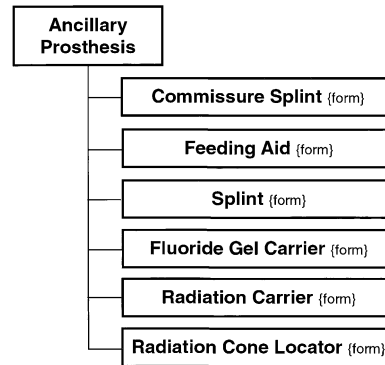 Ancillary
Prosthesis
Commissure Splint {form}
Feeding Aid {form}
Splint {form}
Fluoride Gel Carrier {form}
Radiation Carrier {form}
Radiation Cone Locator {form}